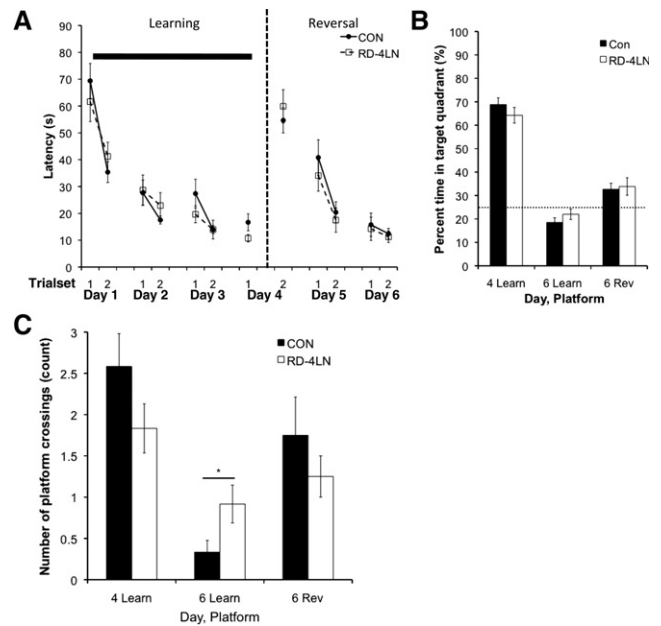 A
Learning
Reversal
CON
RD-4LN
Latency (s)
90
80
70
60
50
40
30
20
10
0
Trialset
1 2 1 2 1 2 1 2 1 2 1 2
Day 1 Day 2 Day 3 Day 4 Day 5 Day 6
B
Con
RD-4LN
Percent time in target quadrant (%)
100
90
80
70
60
50
40
30
20
10
0
4 Learn 6 Learn 6 Rev
Day, Platform
C
CON
RD-4LN
Number of platform crossings (count)
3
2.5
2
1.5
1
0.5
0
*
4 Learn 6 Learn 6 Rev
Day, Platform